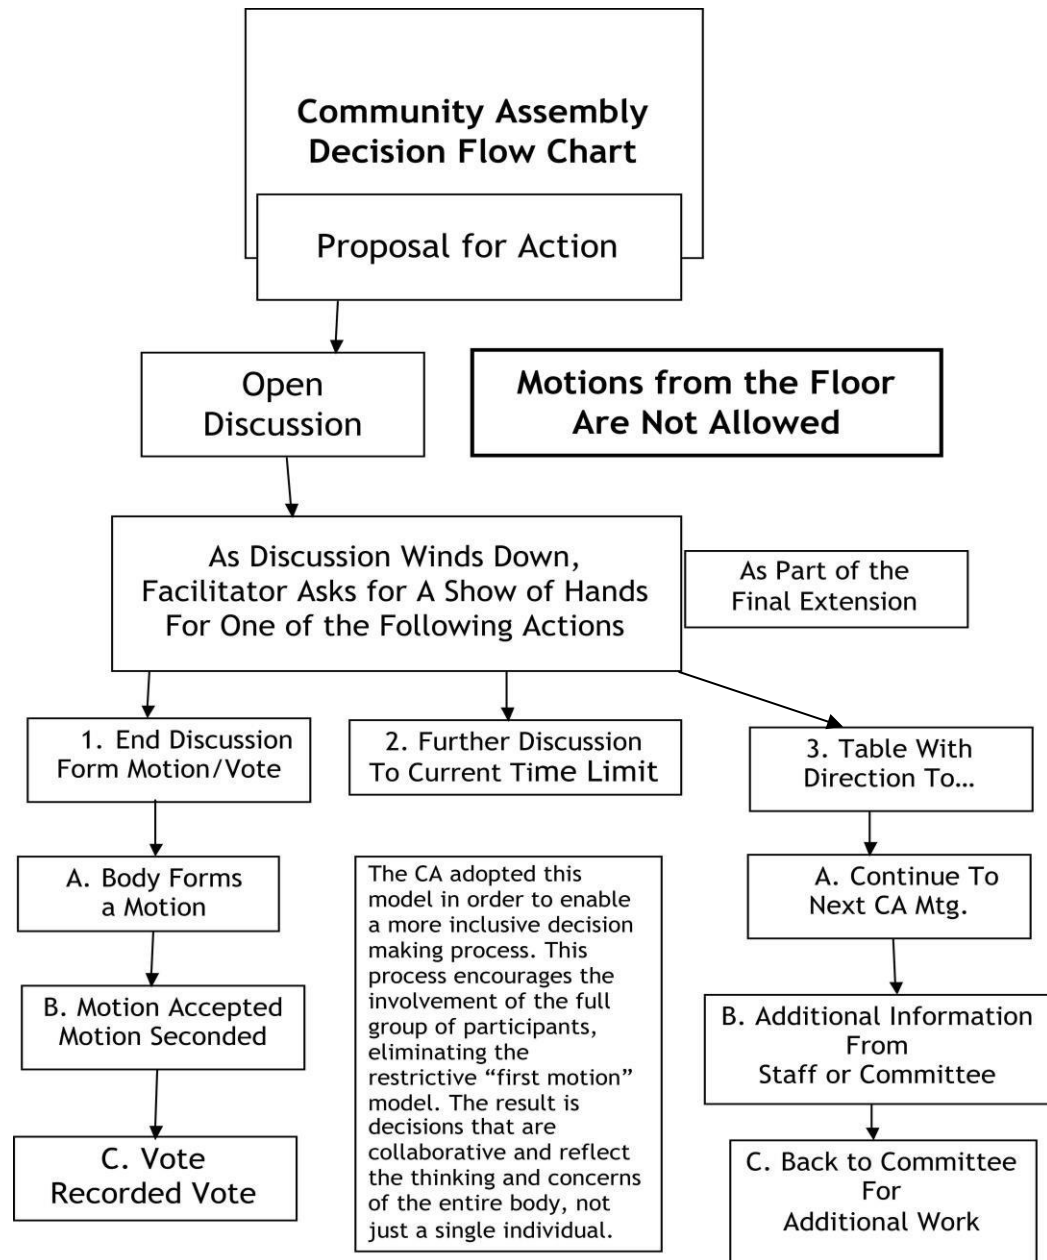 Community Assembly
Decision Flow Chart
Proposal for Action
Open
Discussion
Motions from the Floor
Are Not Allowed
As Discussion Winds Down,
Facilitator Asks for A Show of Hands
For One of the Following Actions
As Part of the
Final Extension
1. End Discussion
Form Motion/Vote
2. Further Discussion
To Current Time Limit
3. Table With
Direction To…
A. Body Forms
a Motion
B. Motion Accepted
Motion Seconded
C. Vote
Recorded Vote
The CA adopted this
model in order to enable
a more inclusive decision
making process. This
process encourages the
involvement of the full
group of participants,
eliminating the
restrictive “first motion”
model. The result is
decisions that are
collaborative and reflect
the thinking and concerns
of the entire body, not
just a single individual.
A. Continue To
Next CA Mtg.
B. Additional Information
From
Staff or Committee
C. Back to Committee
For
Additional Work